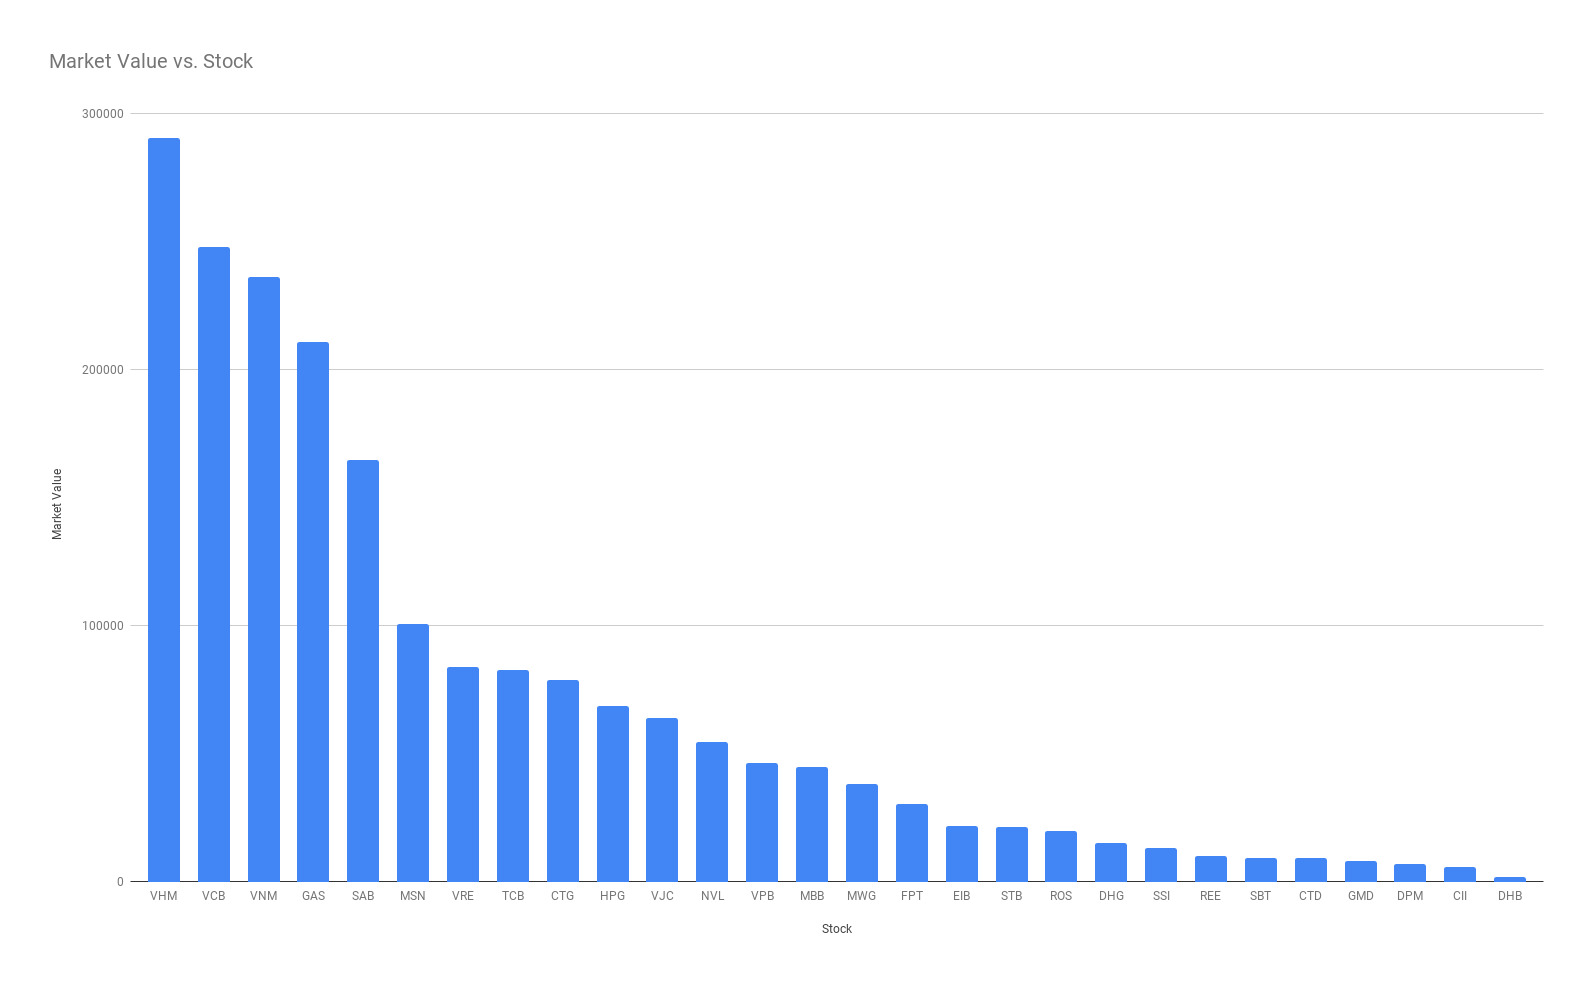 Market Value vs. Stock
300000
200000
100000
0
Market Value
VHM VCB VNM GAS SAB MSN VRE TCB CTG HPG VJC NVL VPB MBB MWG FPT EIB STB ROS DHG SSI REE SBT CTD GMD DPM CII DHB
Stock